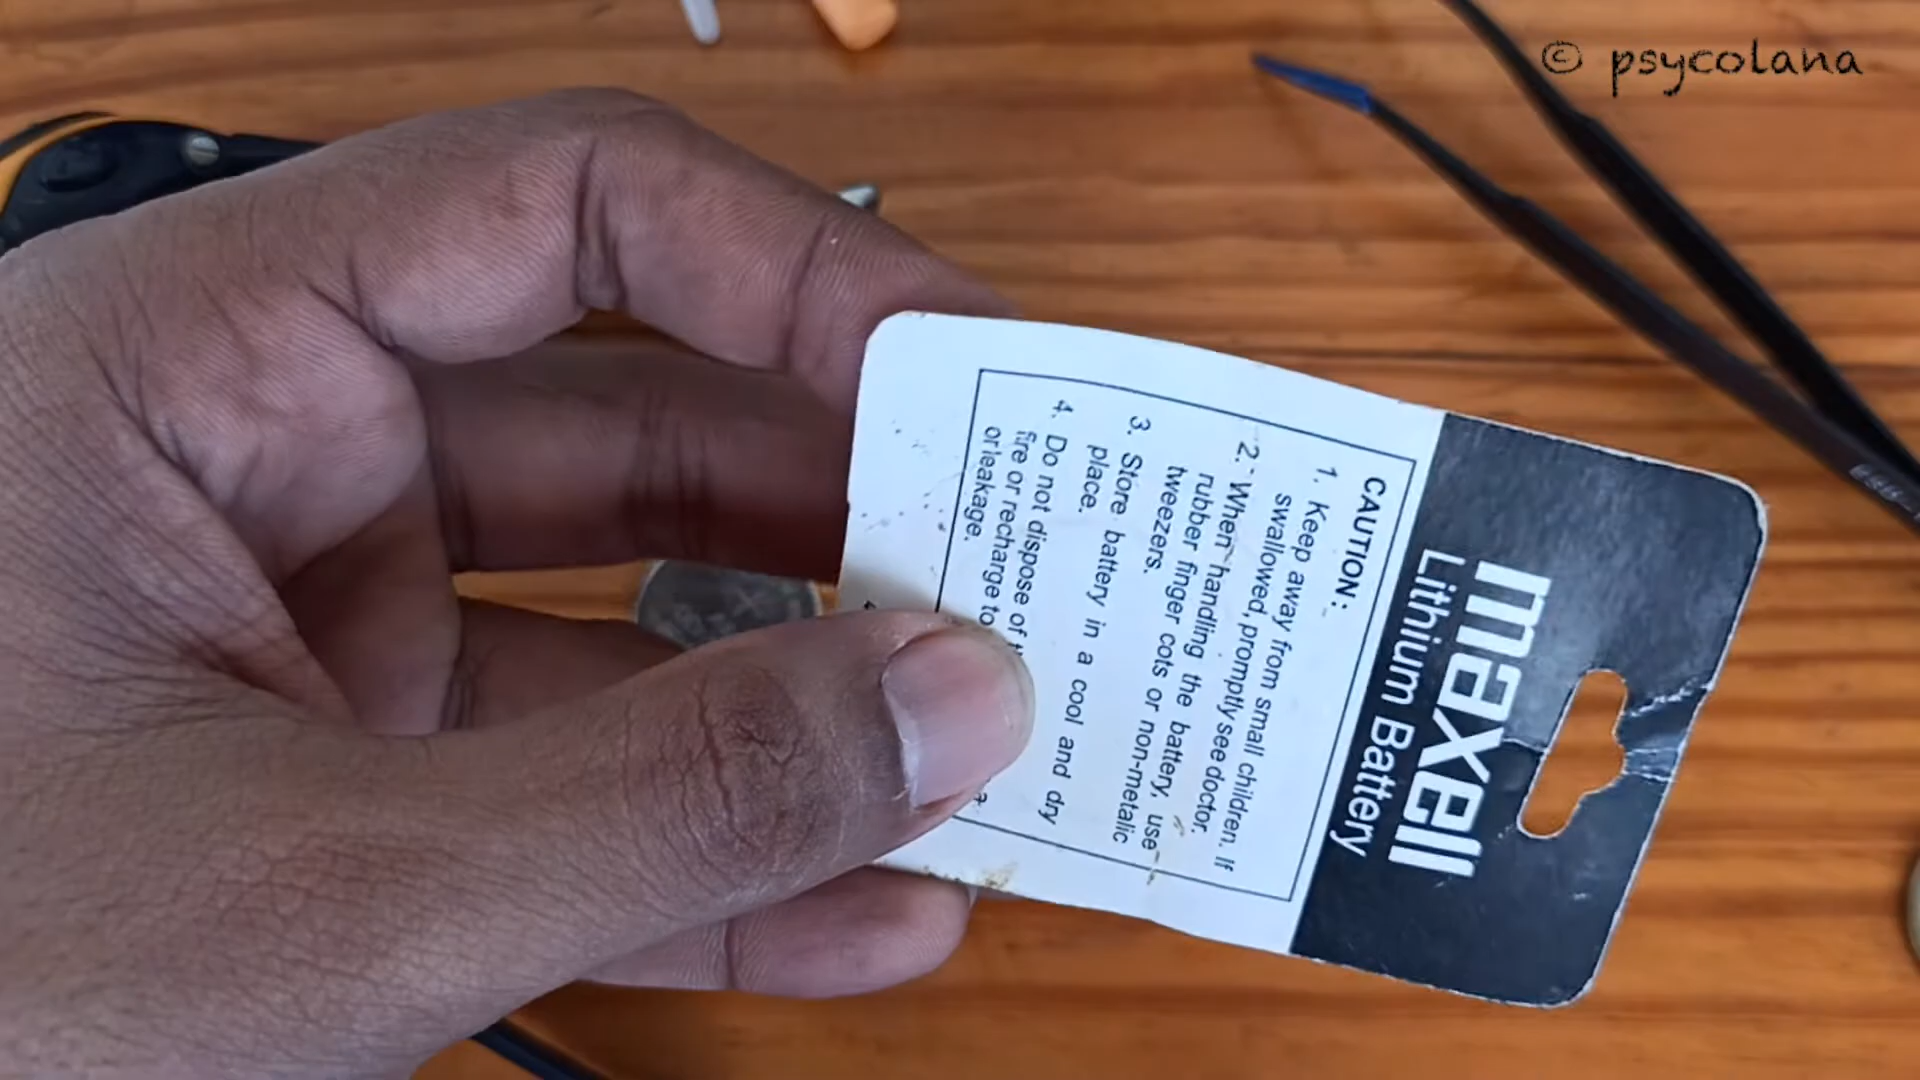 © psycolana
maxell
Lithium Battery
CAUTION:
1. Keep away from small children. If
swallowed, promptly see doctor.
2. When handling the battery, use
rubber finger cots or non-metalic
tweezers.
3. Store battery in a cool and dry
place.
4. Do not dispose of
fire or recharge to
or leakage.